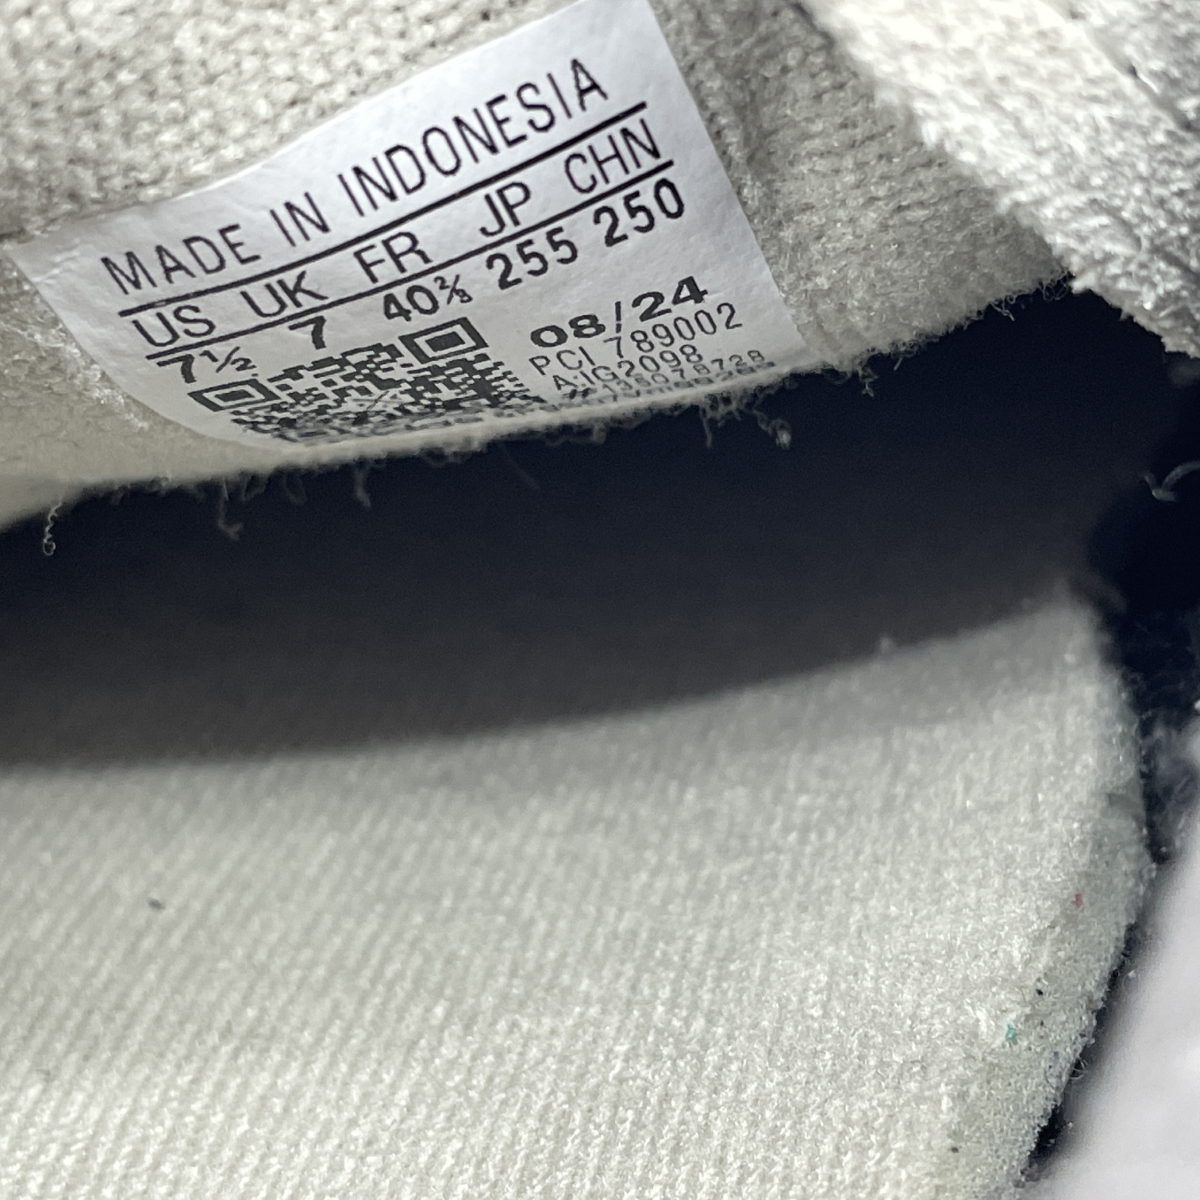 MADE IN INDONESIA
US UK FR JP CHN
7½ 7 40⅔ 255 250
08/24
PCI 789002
A:IG2098